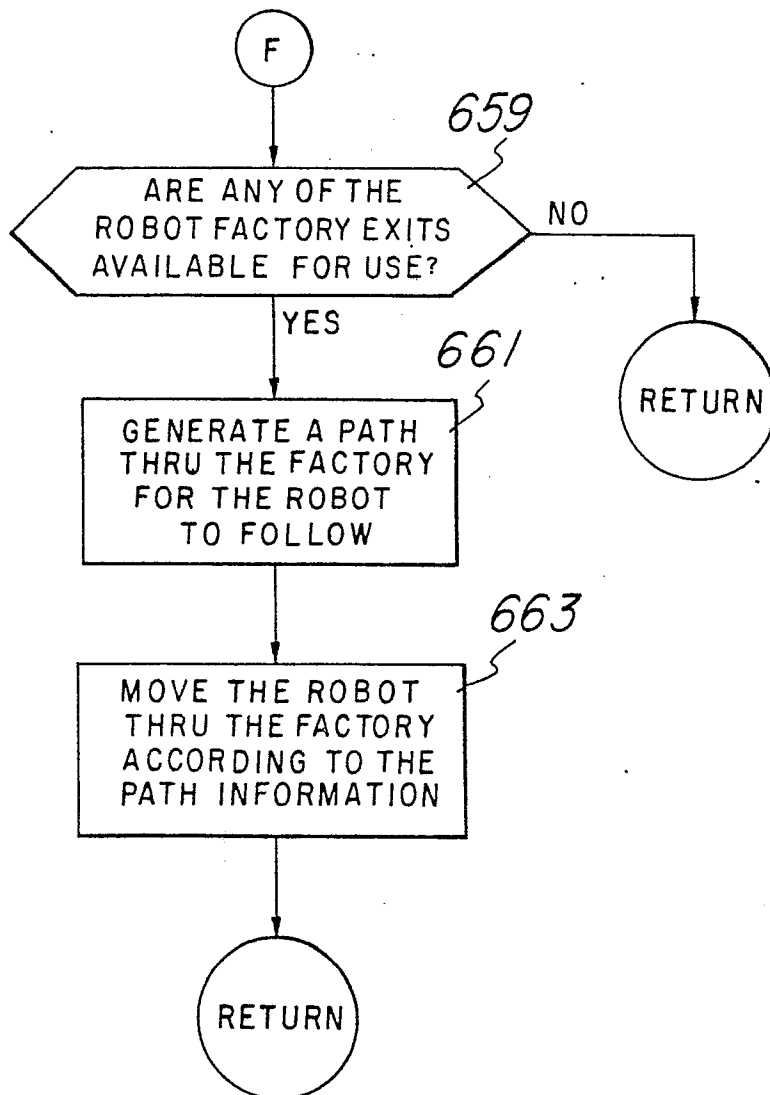 F
659
ARE ANY OF THE
ROBOT FACTORY EXITS
AVAILABLE FOR USE?
NO
YES
RETURN
661
GENERATE A PATH
THRU THE FACTORY
FOR THE ROBOT
TO FOLLOW
663
MOVE THE ROBOT
THRU THE FACTORY
ACCORDING TO THE
PATH INFORMATION
RETURN